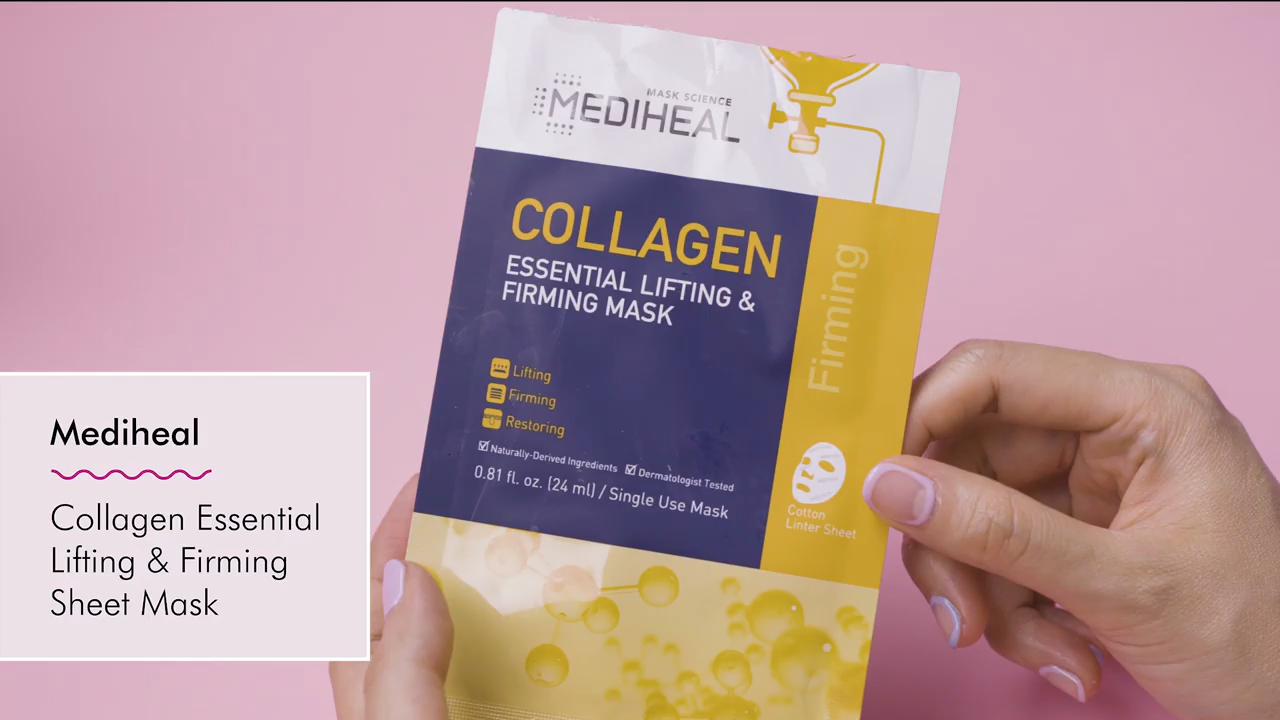 MASK SCIENCE
MEDIHEAL
COLLAGEN
ESSENTIAL LIFTING &
FIRMING MASK
Lifting
Firming
Restoring
Naturally-Derived Ingredients Dermatologist Tested
0.81 fl. oz. (24 ml) / Single Use Mask
Firming
Cotton
Linter Sheet
Mediheal
Collagen Essential
Lifting & Firming
Sheet Mask